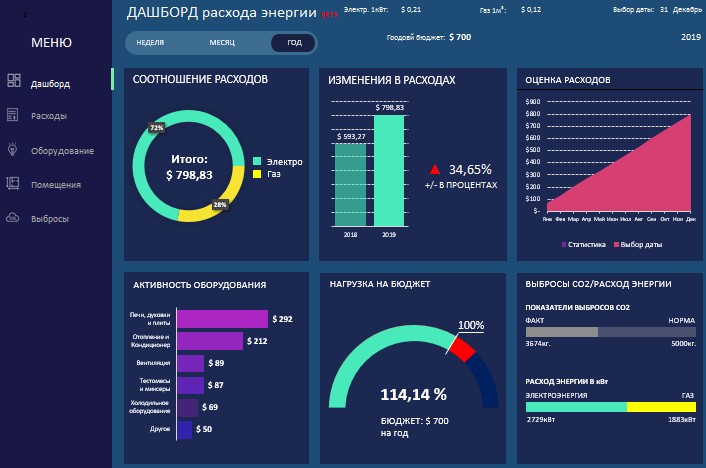 МЕНЮ
Дашборд
Расходы
Оборудование
Помещения
Выбросы
ДАШБОРД расхода энергии БЕТА
Электр. 1кВт: $ 0,21
Газ 1м³: $ 0,12
Выбор даты: 31 Декабрь
2019
НЕДЕЛЯ МЕСЯЦ ГОД
Гоодовй бюджет: $ 700
СООТНОШЕНИЕ РАСХОДОВ
72%
Итого:
$ 798,83
28%
Электро
Газ
ИЗМЕНЕНИЯ В РАСХОДАХ
$ 798,83
$ 593,27
34,65%
+/- В ПРОЦЕНТАХ
2018 2019
ОЦЕНКА РАСХОДОВ
$900
$800
$700
$600
$500
$400
$300
$200
$100
$-
Янв Фев Мар Апр Май Июн Июл Авг Сен Окт Ноя Дек
Статистика Выбор даты
АКТИВНОСТЬ ОБОРУДОВАНИЯ
Печи, духовки
и плиты
$ 292
Отопление и
Кондиционер
$ 212
Вентиляция
$ 89
Тестомесы
и миксеры
$ 87
Холодильное
оборудование
$ 69
Другое
$ 50
НАГРУЗКА НА БЮДЖЕТ
100%
114,14 %
БЮДЖЕТ: $ 700
на год
ВЫБРОСЫ CO2/РАСХОД ЭНЕРГИИ
ПОКАЗАТЕЛИ ВЫБРОСОВ CO2
ФАКТ НОРМА
3674кг. 5000кг.
РАСХОД ЭНЕРГИИ В кВт
ЭЛЕКТРОЭНЕРГИЯ ГАЗ
2729кВт 1883кВт